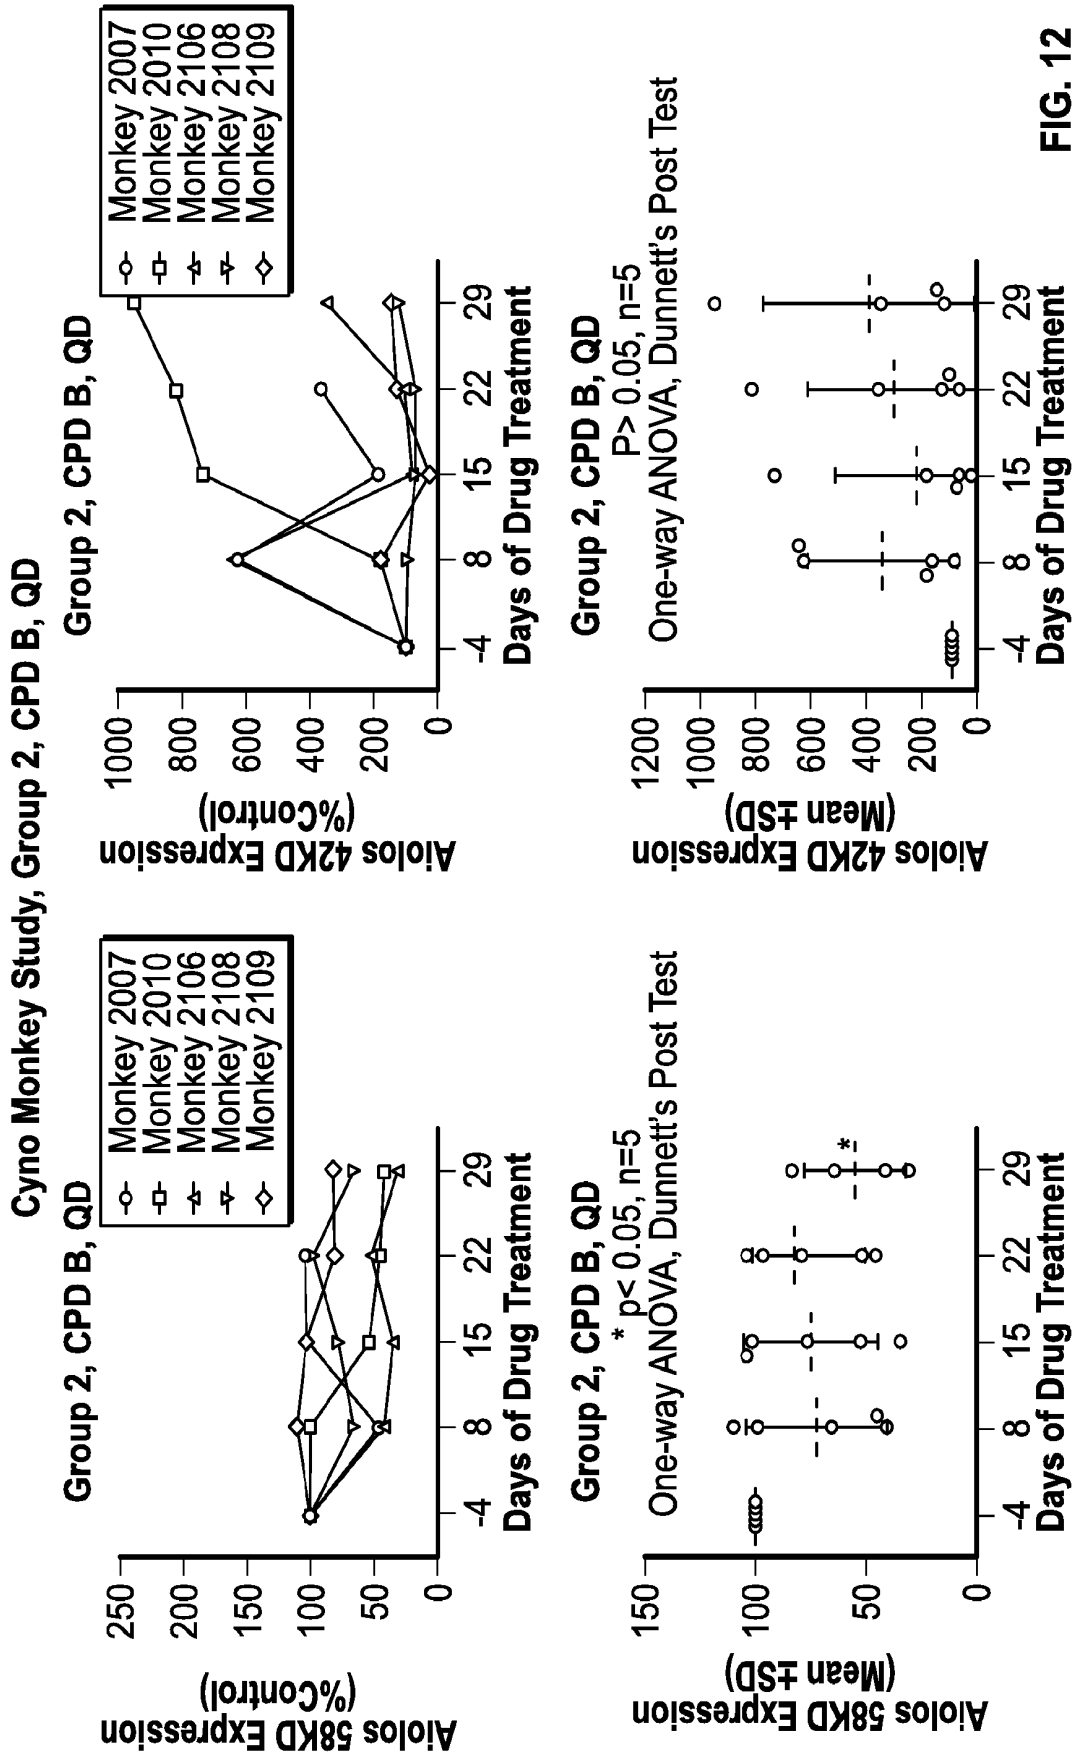 Cyno Monkey Study, Group 2, CPD B, QD
Group 2, CPD B, QD
Monkey 2007
Monkey 2010
Monkey 2106
Monkey 2108
Monkey 2109
Aiolos 58KD Expression
(%Control)
250
200
150
100
50
0
-4 8 15 22 29
Days of Drug Treatment
Group 2, CPD B, QD
Monkey 2007
Monkey 2010
Monkey 2106
Monkey 2108
Monkey 2109
Aiolos 42KD Expression
(%Control)
1000
800
600
400
200
0
-4 8 15 22 29
Days of Drug Treatment
Group 2, CPD B, QD
* p< 0.05, n=5
One-way ANOVA, Dunnett's Post Test
Aiolos 58KD Expression
(Mean ±SD)
150
100
50
0
*
-4 8 15 22 29
Days of Drug Treatment
Group 2, CPD B, QD
P> 0.05, n=5
One-way ANOVA, Dunnett's Post Test
Aiolos 42KD Expression
(Mean ±SD)
1200
1000
800
600
400
200
0
-4 8 15 22 29
Days of Drug Treatment
FIG. 12